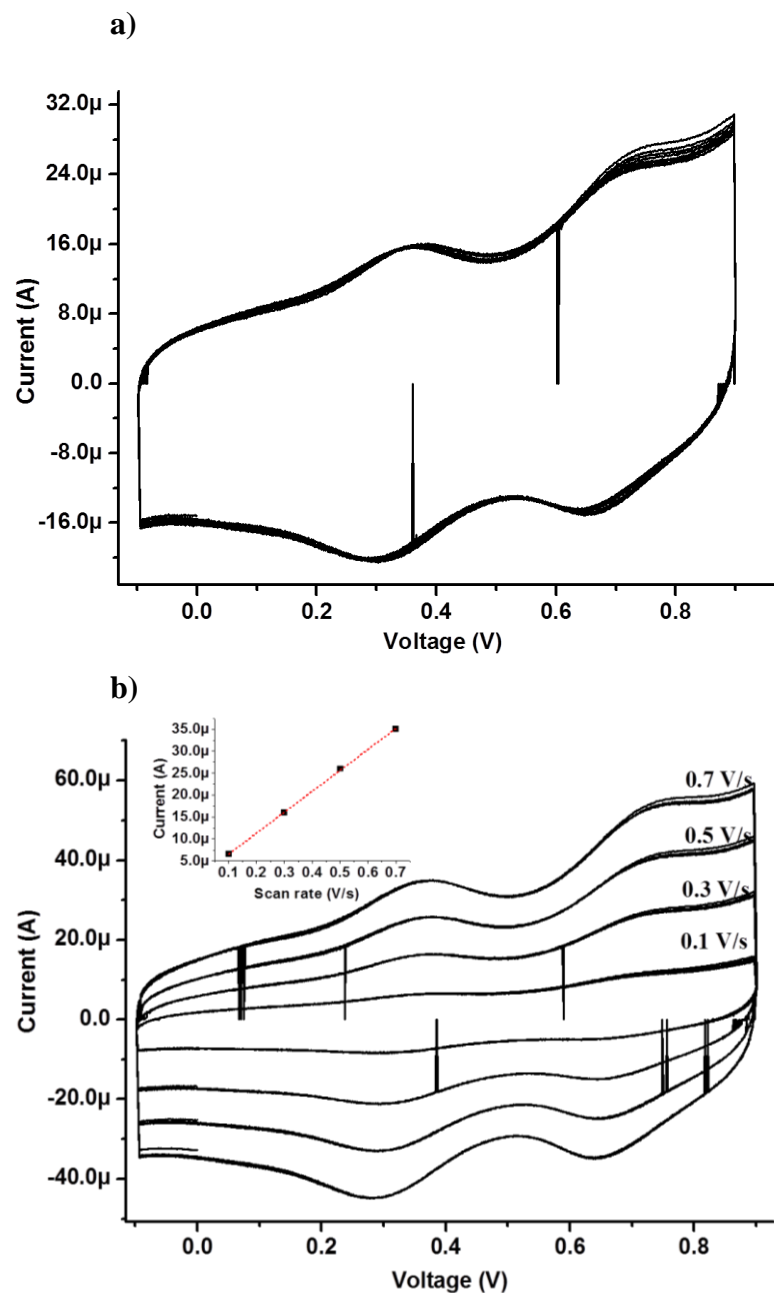 a)
32.0µ
24.0µ
16.0µ
8.0µ
0.0
-8.0µ
-16.0µ
Current (A)
0.0 0.2 0.4 0.6 0.8
Voltage (V)
b)
35.0µ
30.0µ
25.0µ
20.0µ
15.0µ
10.0µ
5.0µ
Current (A)
0.1 0.2 0.3 0.4 0.5 0.6 0.7
Scan rate (V/s)
60.0µ
40.0µ
20.0µ
0.0
-20.0µ
-40.0µ
Current (A)
0.7 V/s
0.5 V/s
0.3 V/s
0.1 V/s
0.0 0.2 0.4 0.6 0.8
Voltage (V)